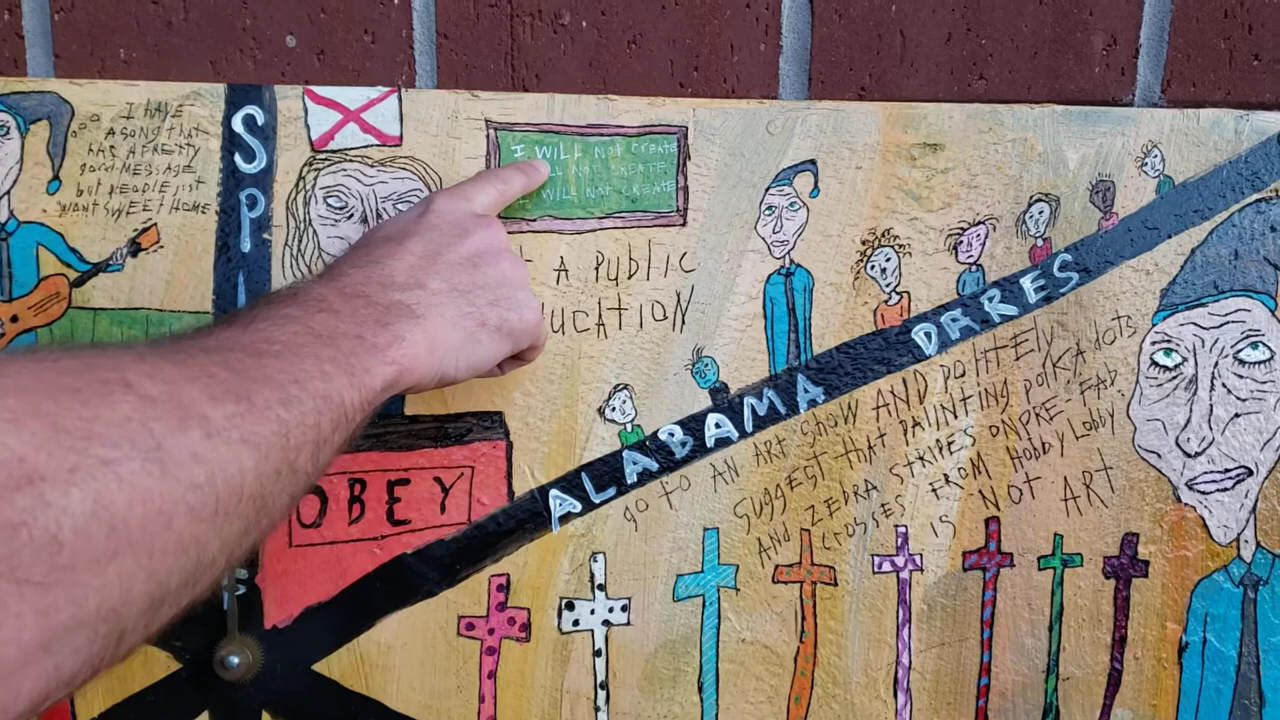 I HAVE
A SONG that
HAS A PRETTY
good MESSAGE
but PEOPLE just
WANT SWEET HOME
SPI
I WILL NOT CREATE
LL NOT CREATE
I WILL NOT CREATE
A PUBLIC
UCATION
OBEY
ALABAMA DARES
go to AN ART SHOW AND POLITELY
SUGGEST that PAINTING POLKA dots
AND ZEBRA STRIPES ON PRE-FAB
CROSSES FROM HObby Lobby
is NOT ART